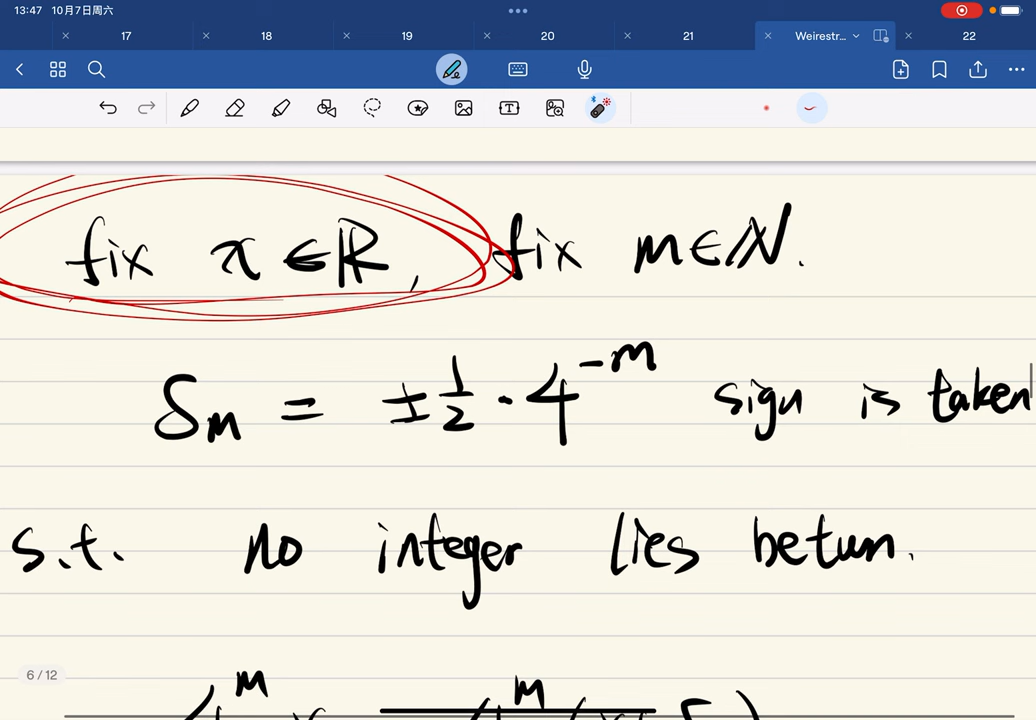 13:47 10月7日周六
17 18 19 20 21 Weirestr... 22
fix x ∈ ℝ, fix m ∈ ℕ.
δₘ = ± 1/2 · 4^{-m} sign is taken
s.t. no integer lies betwn.
6 / 12